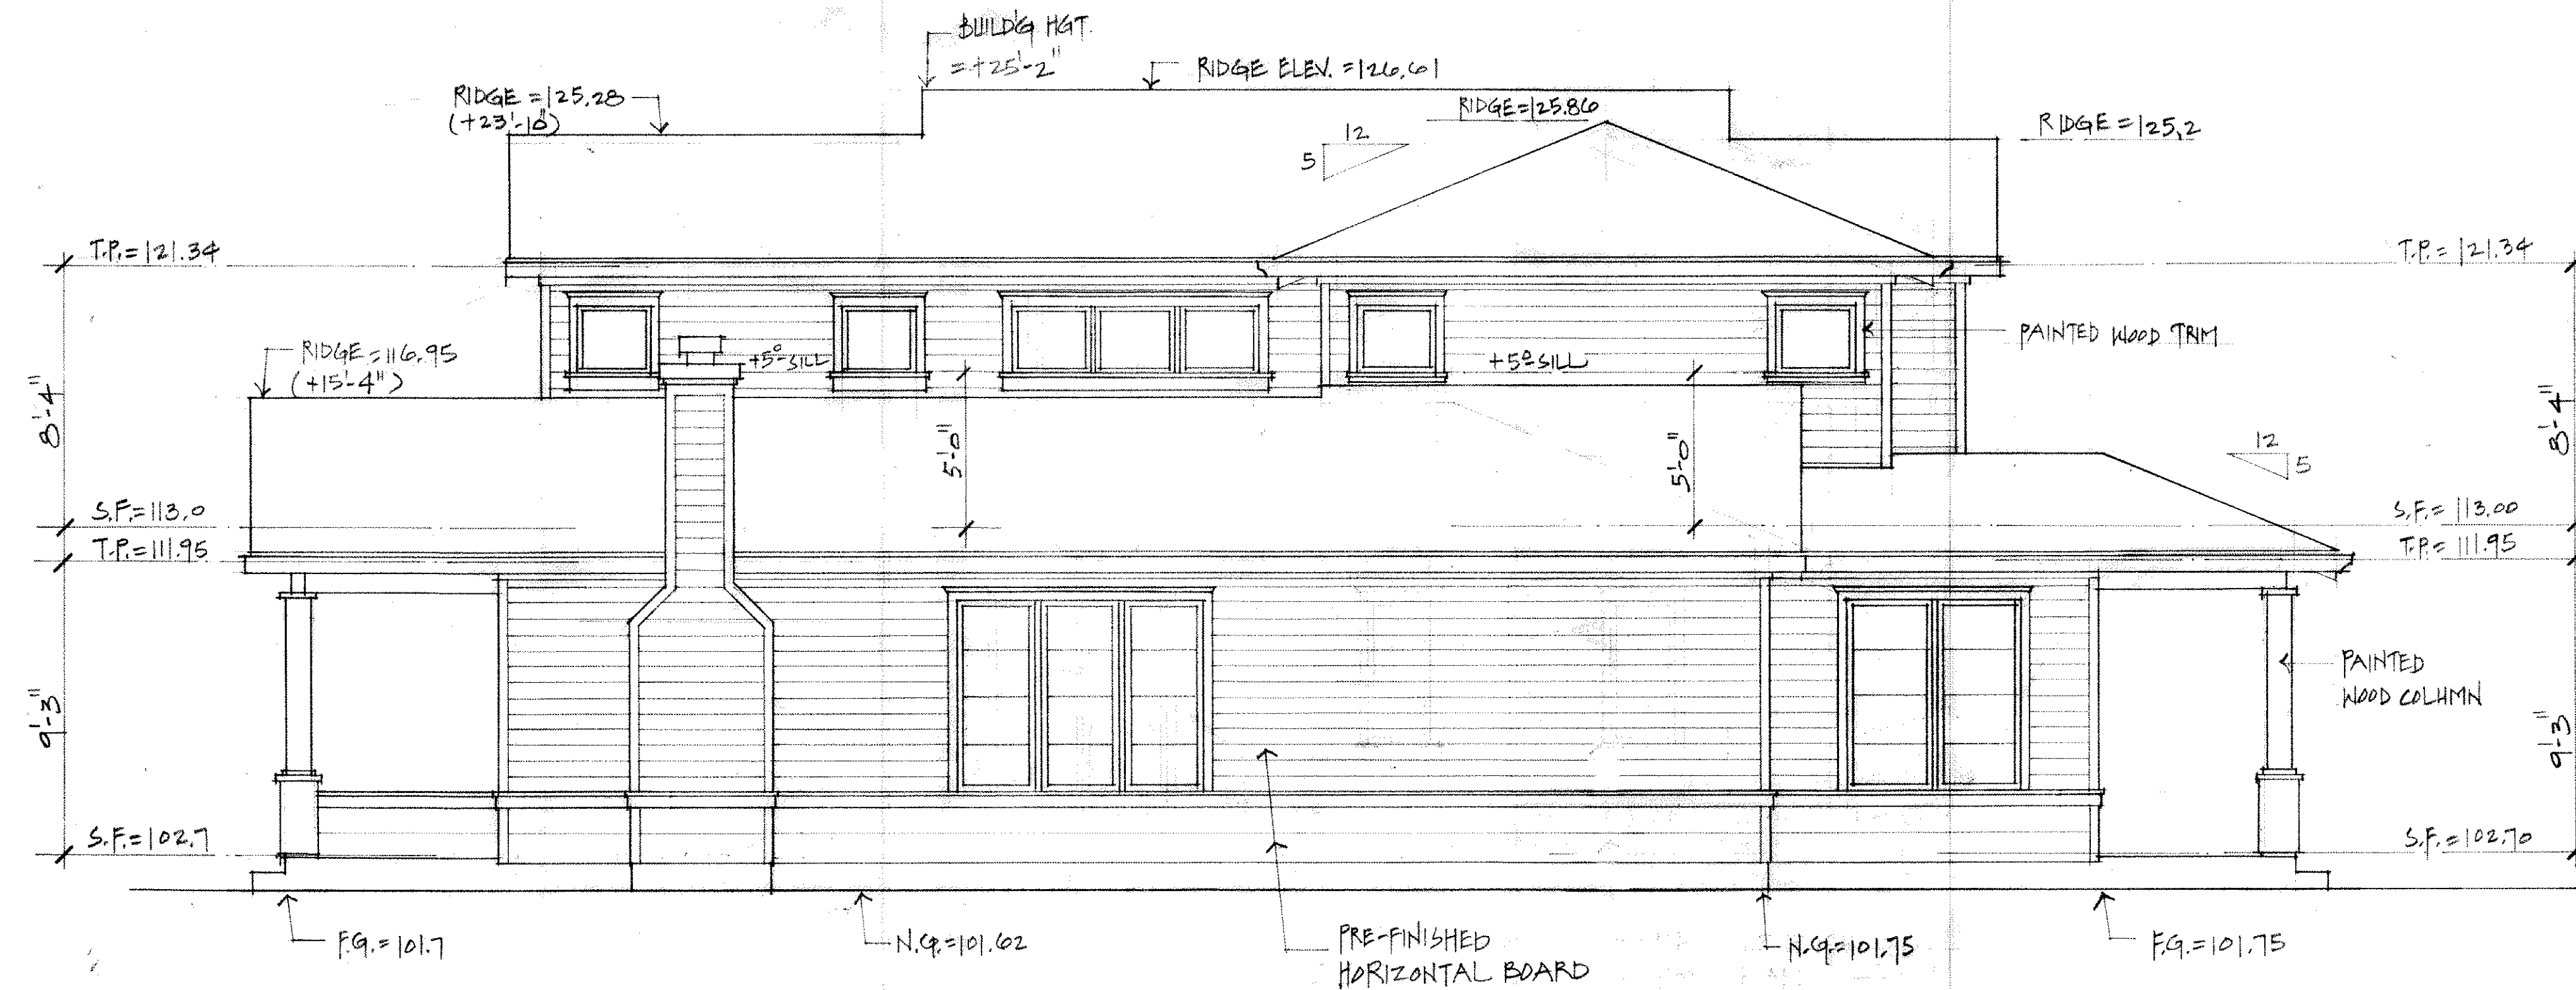 BUILD'G HGT.
=+25'-2"
RIDGE ELEV. =126.61
RIDGE =125.28
(+23'-10")
RIDGE=125.86
RIDGE =125.2
12
5
T.P.= 121.34
T.P.= 121.34
PAINTED WOOD TRIM
RIDGE =116.95
(+15'-4")
+5° SILL
+5° SILL
8'-4"
8'-4"
5'-0"
5'-0"
12
5
S.F.=113.0
S.F.= 113.00
T.P.= 111.95
T.P.= 111.95
PAINTED
WOOD COLUMN
9'-3"
9'-3"
S.F.=102.7
S.F.=102.70
F.G.=101.7
N.G.=101.62
PRE-FINISHED
HORIZONTAL BOARD
N.G.=101.75
F.G.=101.75